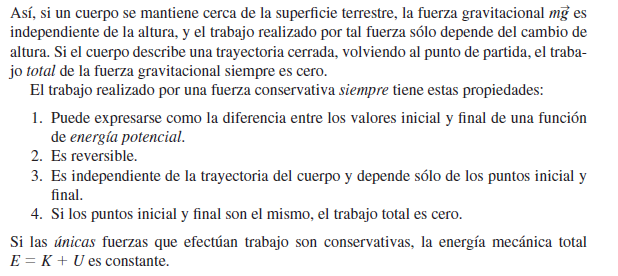 Así, si un cuerpo se mantiene cerca de la superficie terrestre, la fuerza gravitacional mg⃗ es
independiente de la altura, y el trabajo realizado por tal fuerza sólo depende del cambio de
altura. Si el cuerpo describe una trayectoria cerrada, volviendo al punto de partida, el traba-
jo total de la fuerza gravitacional siempre es cero.
El trabajo realizado por una fuerza conservativa siempre tiene estas propiedades:
1. Puede expresarse como la diferencia entre los valores inicial y final de una función
de energía potencial.
2. Es reversible.
3. Es independiente de la trayectoria del cuerpo y depende sólo de los puntos inicial y
final.
4. Si los puntos inicial y final son el mismo, el trabajo total es cero.
Si las únicas fuerzas que efectúan trabajo son conservativas, la energía mecánica total
E = K + U es constante.